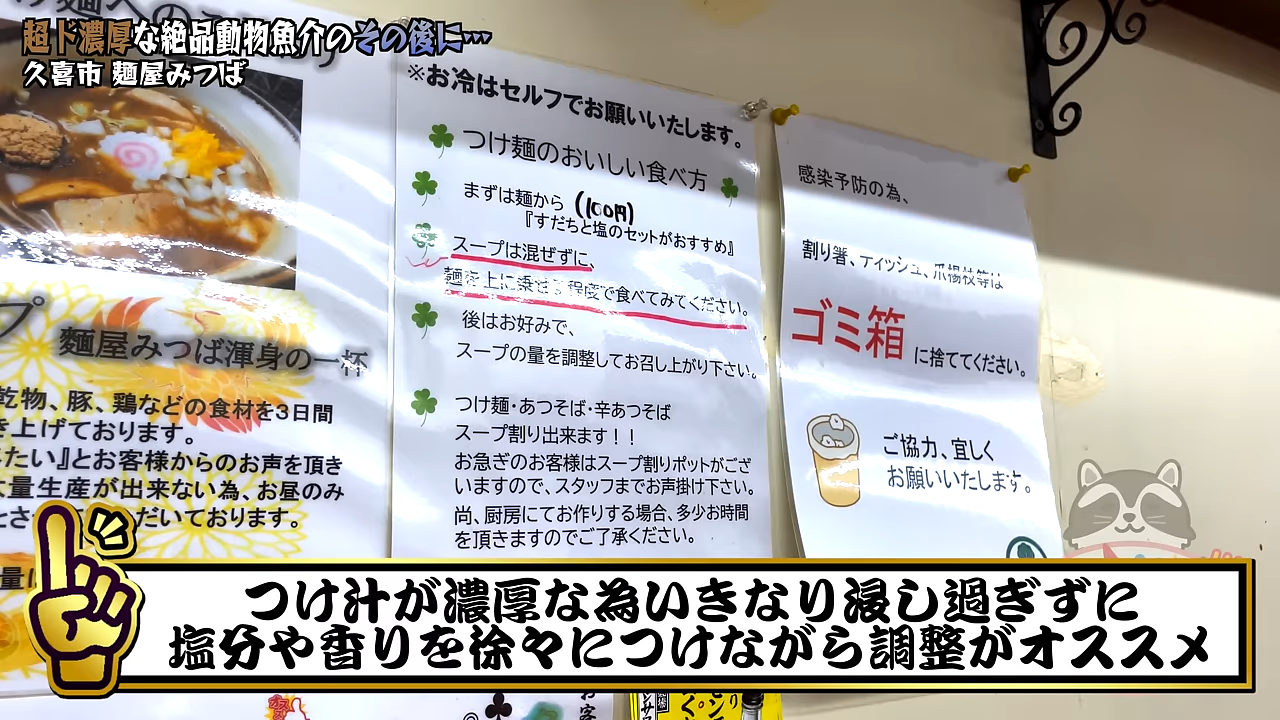 超ド濃厚な絶品動物魚介のその後に…
久喜市 麺屋みつば
※お冷はセルフでお願いいたします。
つけ麺のおいしい食べ方
まずは麺から (100円)
『すだちと塩のセットがおすすめ』
スープは混ぜずに、
麺を上に乗せる程度で食べてみてください。
後はお好みで、
スープの量を調整してお召し上がり下さい。
つけ麺・あつそば・辛あつそば
スープ割り出来ます！！
お急ぎのお客様はスープ割りポットがござ
いますので、スタッフまでお声掛け下さい。
尚、厨房にてお作りする場合、多少お時間
を頂きますのでご了承ください。
感染予防の為、
割り箸、ティッシュ、爪楊枝等は
ゴミ箱
に捨ててください。
ご協力、宜しく
お願いいたします。
プ
麺屋みつば渾身の一杯
乾物、豚、鶏などの食材を3日間
き上げております。
たい』とお客様からのお声を頂き
大量生産が出来ない為、お昼のみ
だいております。
つけ汁が濃厚な為いきなり浸し過ぎずに
塩分や香りを徐々につけながら調整がオススメ